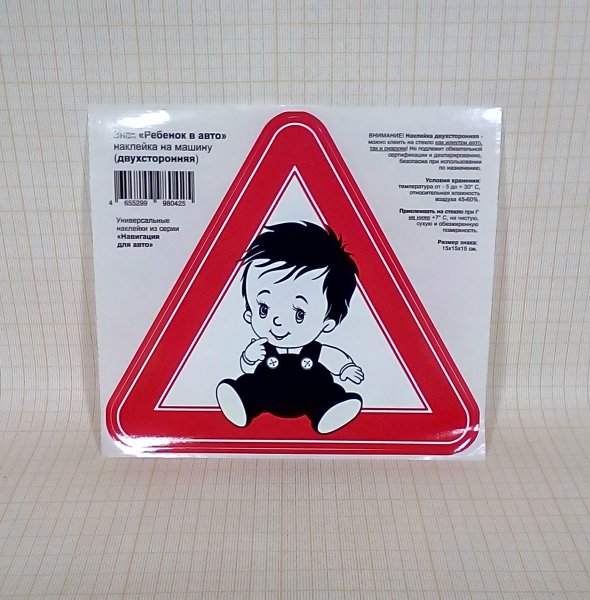 Знак «Ребенок в авто»
наклейка на машину
(двухсторонняя)
4 655299 980425
Универсальные
наклейки из серии
«Навигация
для авто»
ВНИМАНИЕ! Наклейка двухсторонняя -
можно клеить на стекло как изнутри авто,
так и снаружи! Не подлежит обязательной
сертификации и декларированию,
безопасна при использовании
по назначению.
Условия хранения:
температура от - 5 до + 30° С,
относительная влажность
воздуха 45-60%.
Приклеивать на стекло при t°
не ниже +7° С, на чистую,
сухую и обезжиренную
поверхность.
Размер знака:
15х15х15 см.